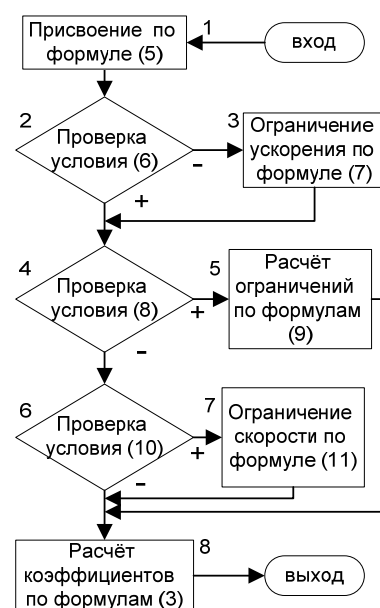 1
Присвоение по
формуле (5)
вход
2
Проверка
условия (6)
-
+
3
Ограничение
ускорения по
формуле (7)
4
Проверка
условия (8)
+
-
5
Расчёт
ограничений
по формулам
(9)
6
Проверка
условия (10)
+
-
7
Ограничение
скорости по
формуле (11)
8
Расчёт
коэффициентов
по формулам (3)
выход